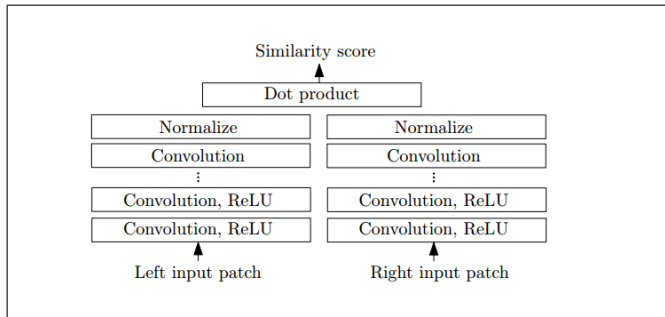 Similarity score
Dot product
Normalize Normalize
Convolution Convolution
⋮ ⋮
Convolution, ReLU Convolution, ReLU
Convolution, ReLU Convolution, ReLU
Left input patch Right input patch